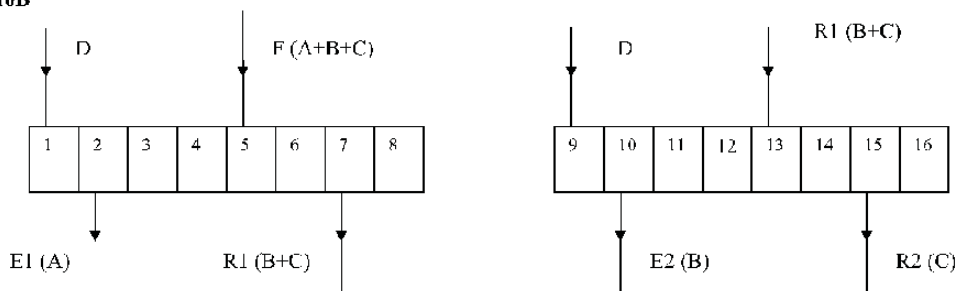 D F (A+B+C) D R1 (B+C)
1 2 3 4 5 6 7 8 9 10 11 12 13 14 15 16
E1 (A) R1 (B+C) E2 (B) R2 (C)